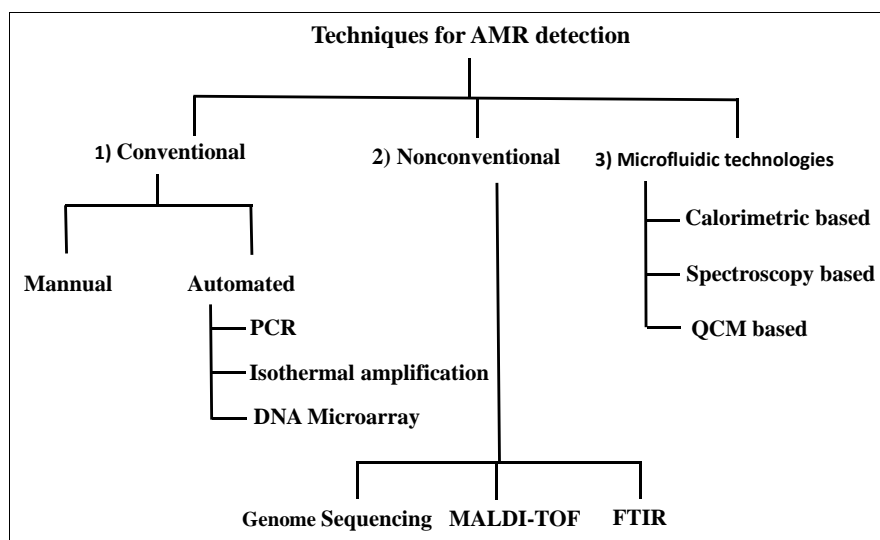 Techniques for AMR detection
1) Conventional
2) Nonconventional
3) Microfluidic technologies
Mannual
Automated
PCR
Isothermal amplification
DNA Microarray
Genome Sequencing
MALDI-TOF
FTIR
Calorimetric based
Spectroscopy based
QCM based